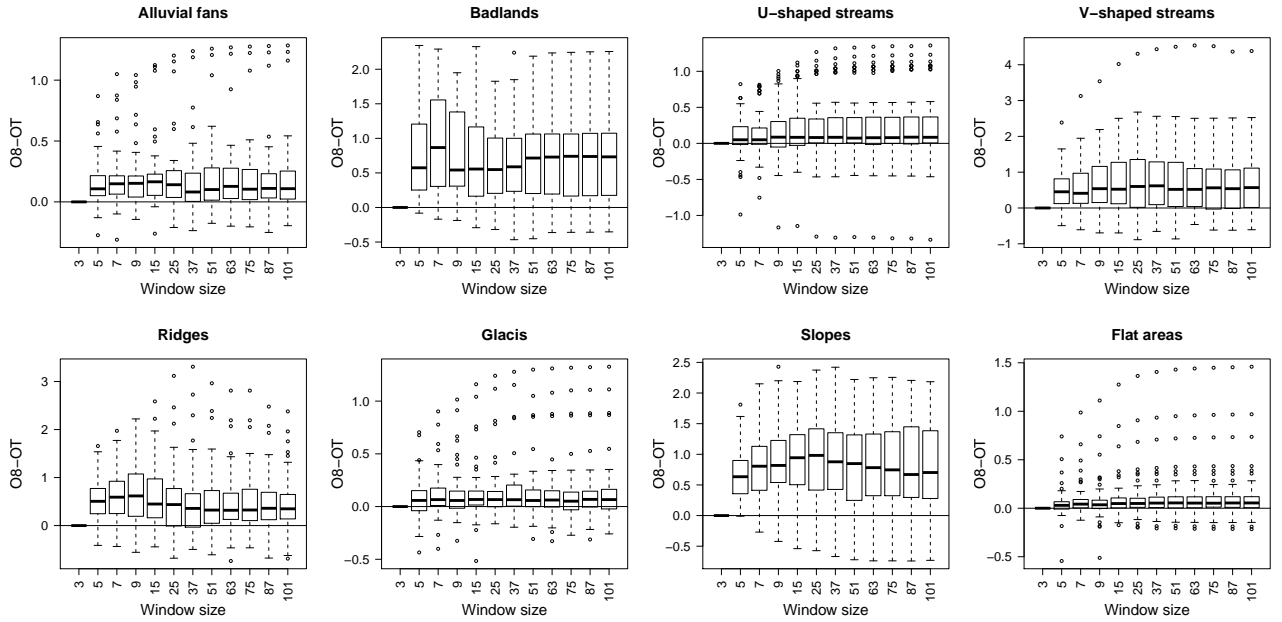 Alluvial fans
O8−OT
0.0
0.5
1.0
3 5 7 9 15 25 37 51 63 75 87 101
Window size
Badlands
O8−OT
−0.5
0.0
0.5
1.0
1.5
2.0
3 5 7 9 15 25 37 51 63 75 87 101
Window size
U−shaped streams
O8−OT
−1.0
−0.5
0.0
0.5
1.0
3 5 7 9 15 25 37 51 63 75 87 101
Window size
V−shaped streams
O8−OT
−1
0
1
2
3
4
3 5 7 9 15 25 37 51 63 75 87 101
Window size
Ridges
O8−OT
0
1
2
3
3 5 7 9 15 25 37 51 63 75 87 101
Window size
Glacis
O8−OT
−0.5
0.0
0.5
1.0
3 5 7 9 15 25 37 51 63 75 87 101
Window size
Slopes
O8−OT
−0.5
0.0
0.5
1.0
1.5
2.0
2.5
3 5 7 9 15 25 37 51 63 75 87 101
Window size
Flat areas
O8−OT
−0.5
0.0
0.5
1.0
1.5
3 5 7 9 15 25 37 51 63 75 87 101
Window size